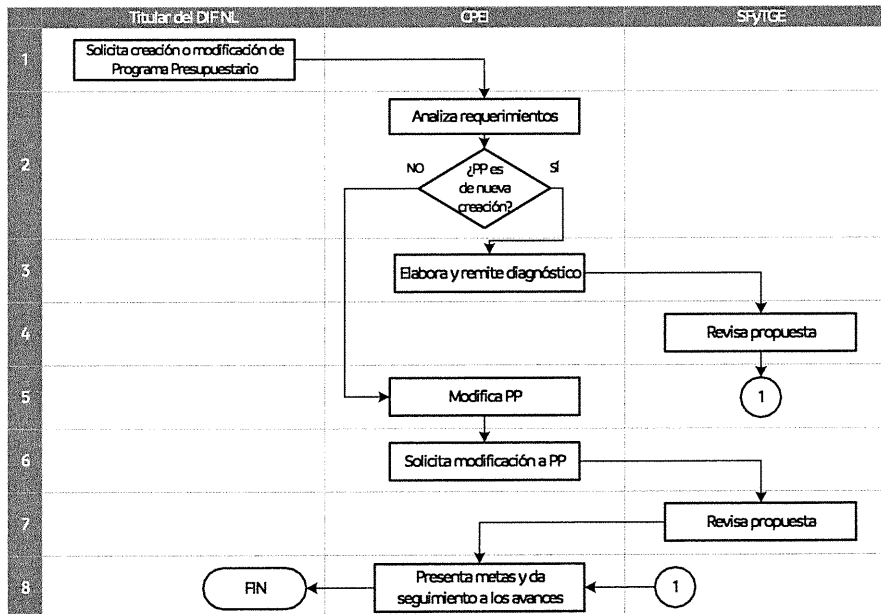 Titular del DIF NL CPEI SFyTGE
1
Solicita creación o modificación de
Programa Presupuestario
Analiza requerimientos
2
NO
¿PP es
de nueva
creación?
SÍ
3
Elabora y remite diagnóstico
4
Revisa propuesta
5
Modifica PP
1
6
Solicita modificación a PP
7
Revisa propuesta
8
FIN
Presenta metas y da
seguimiento a los avances
1